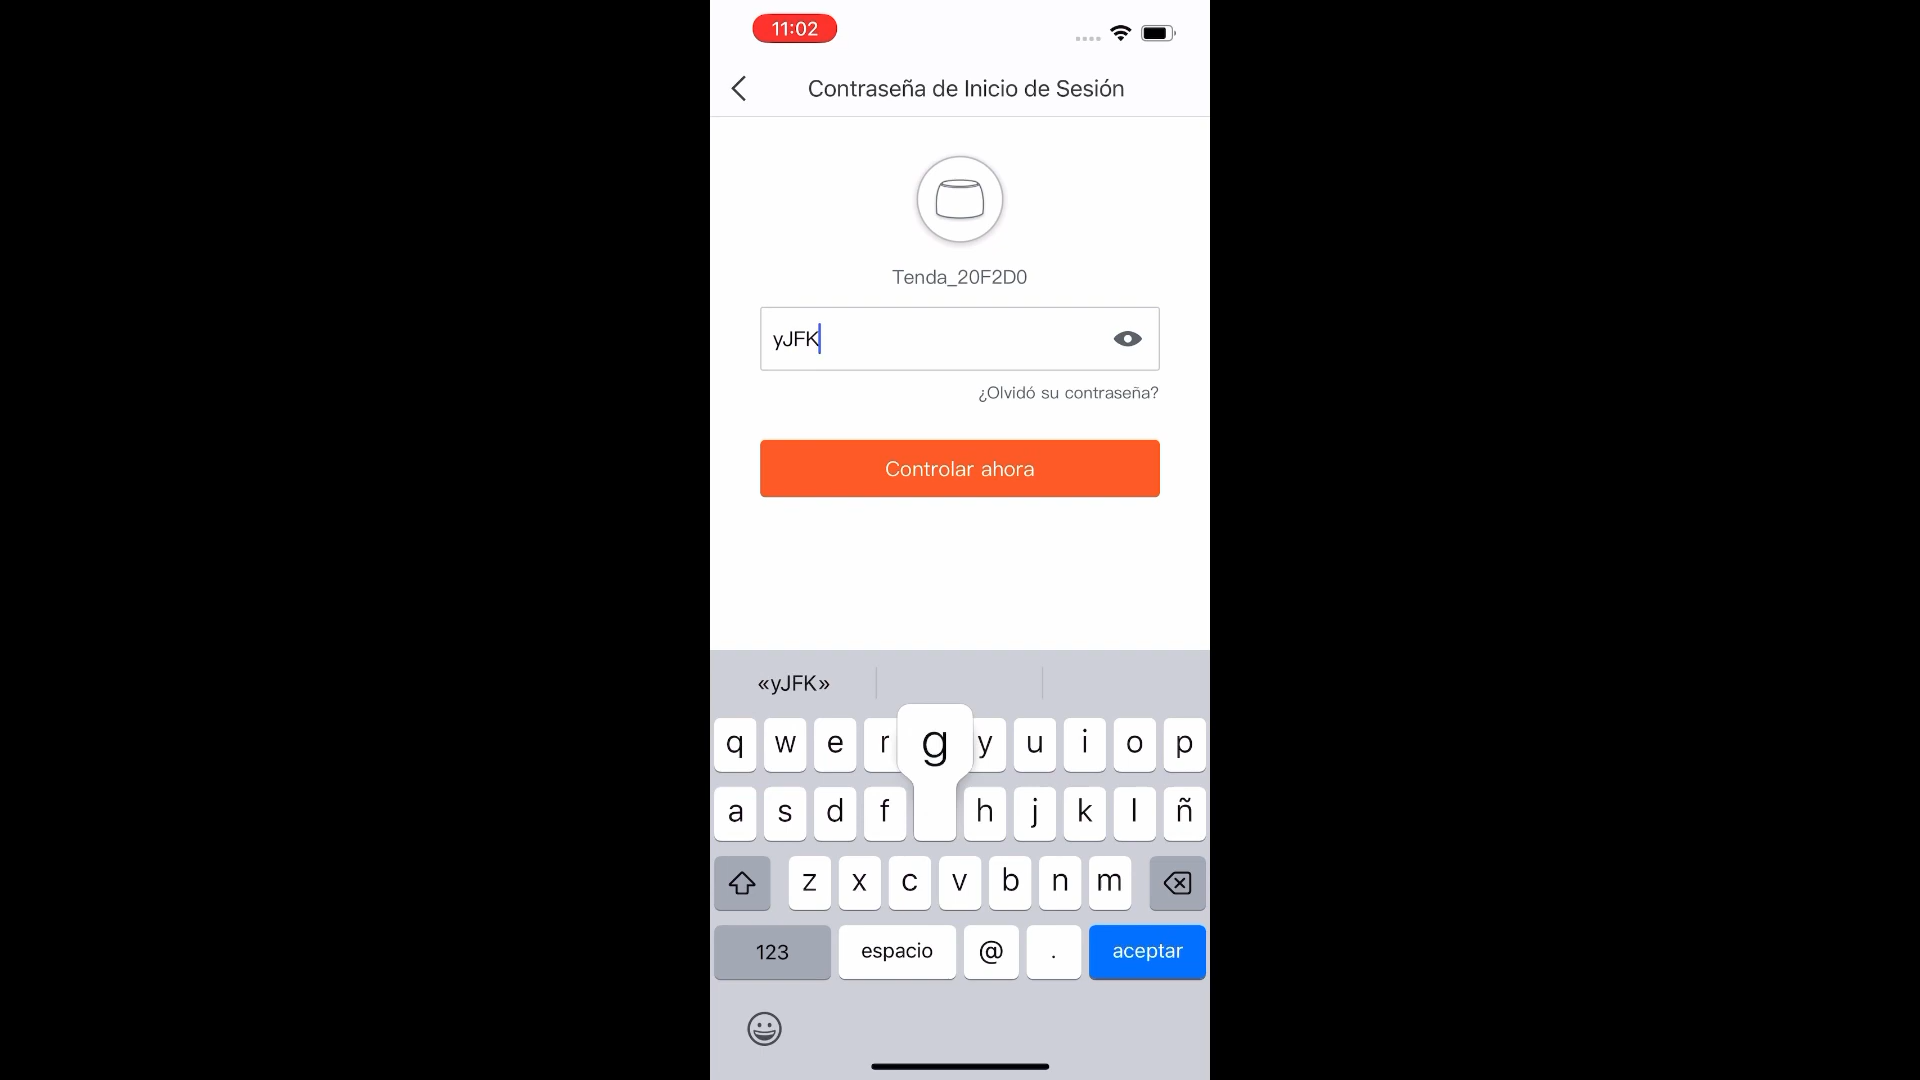 11:02
Contraseña de Inicio de Sesión
Tenda_20F2D0
yJFK
¿Olvidó su contraseña?
Controlar ahora
«yJFK»
q w e r g y u i o p
a s d f h j k l ñ
z x c v b n m
123 espacio @ . aceptar